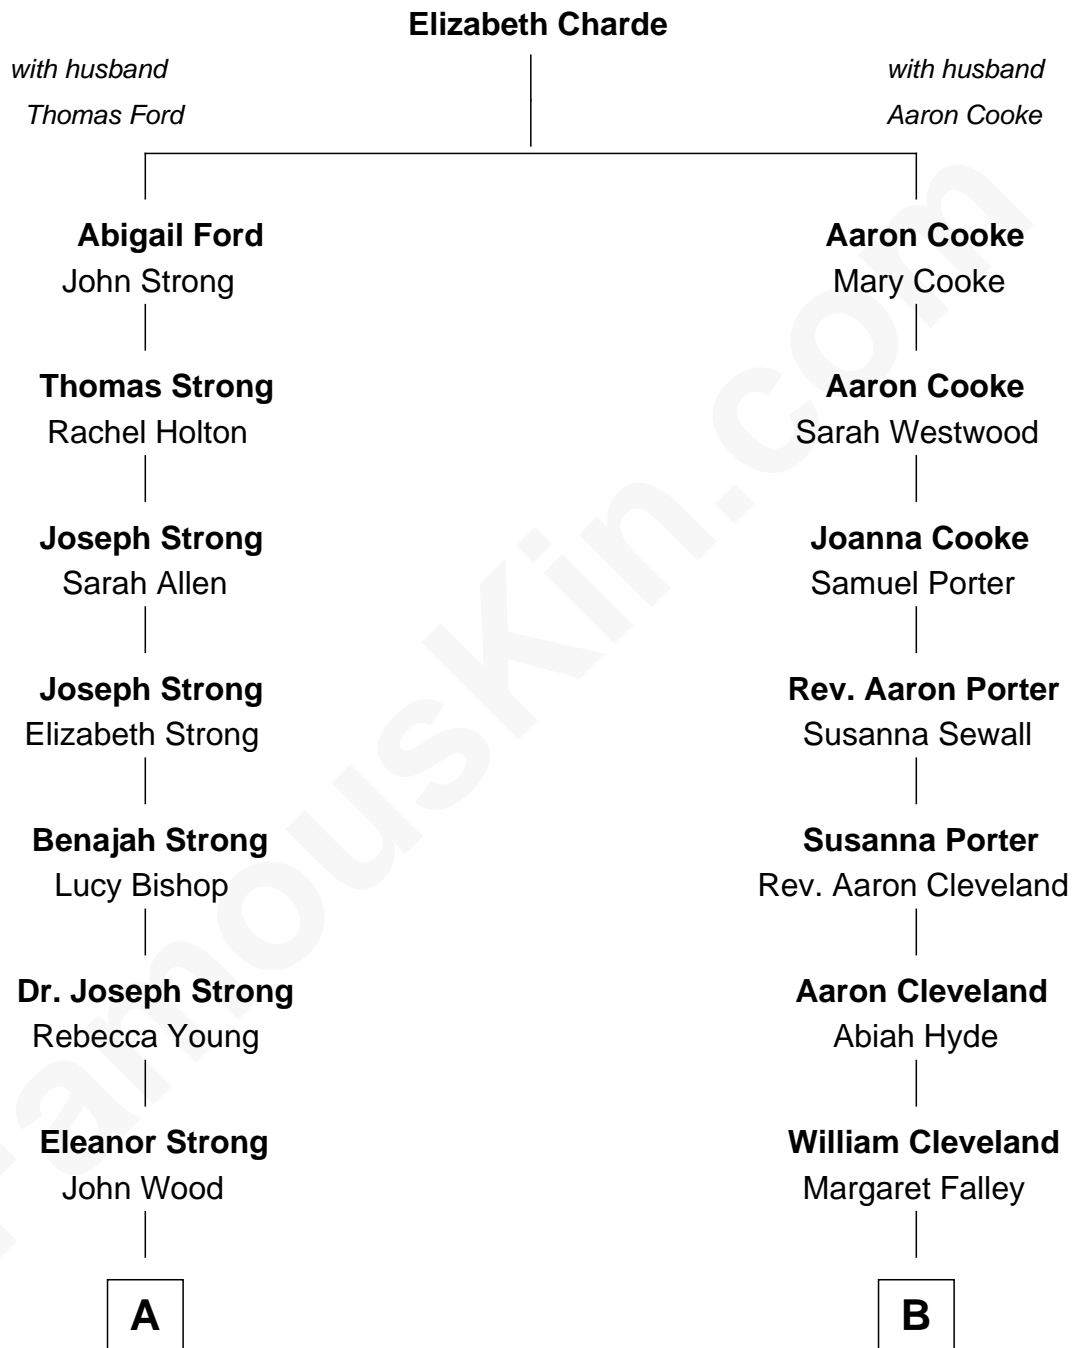 Elizabeth Charde
with husband with husband
Thomas Ford Aaron Cooke
Abigail Ford Aaron Cooke
John Strong Mary Cooke
Thomas Strong Aaron Cooke
Rachel Holton Sarah Westwood
Joseph Strong Joanna Cooke
Sarah Allen Samuel Porter
Joseph Strong Rev. Aaron Porter
Elizabeth Strong Susanna Sewall
Benajah Strong Susanna Porter
Lucy Bishop Rev. Aaron Cleveland
Dr. Joseph Strong Aaron Cleveland
Rebecca Young Abiah Hyde
Eleanor Strong William Cleveland
John Wood Margaret Falley
A B
FamousKin.com